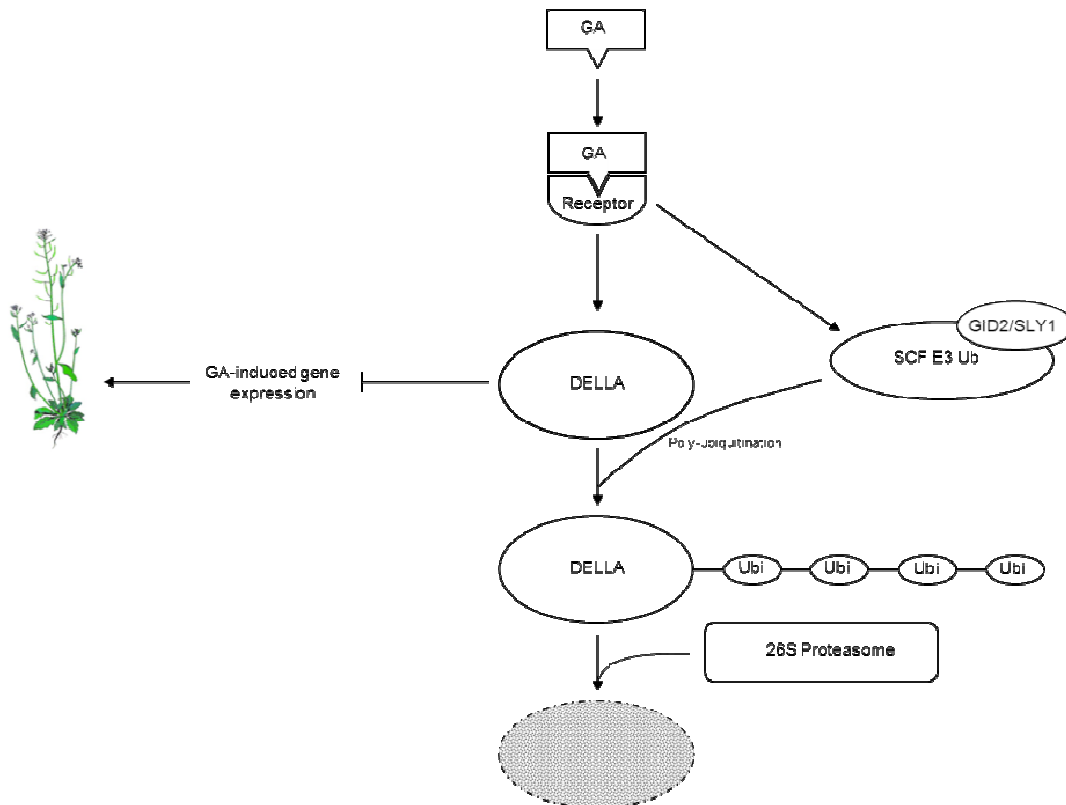 GA
GA
Receptor
GID2/SLY1
SCF E3 Ub
DELLA
GA-induced gene
expression
Poly-ubiquitination
DELLA
Ubi
Ubi
Ubi
Ubi
26S Proteasome